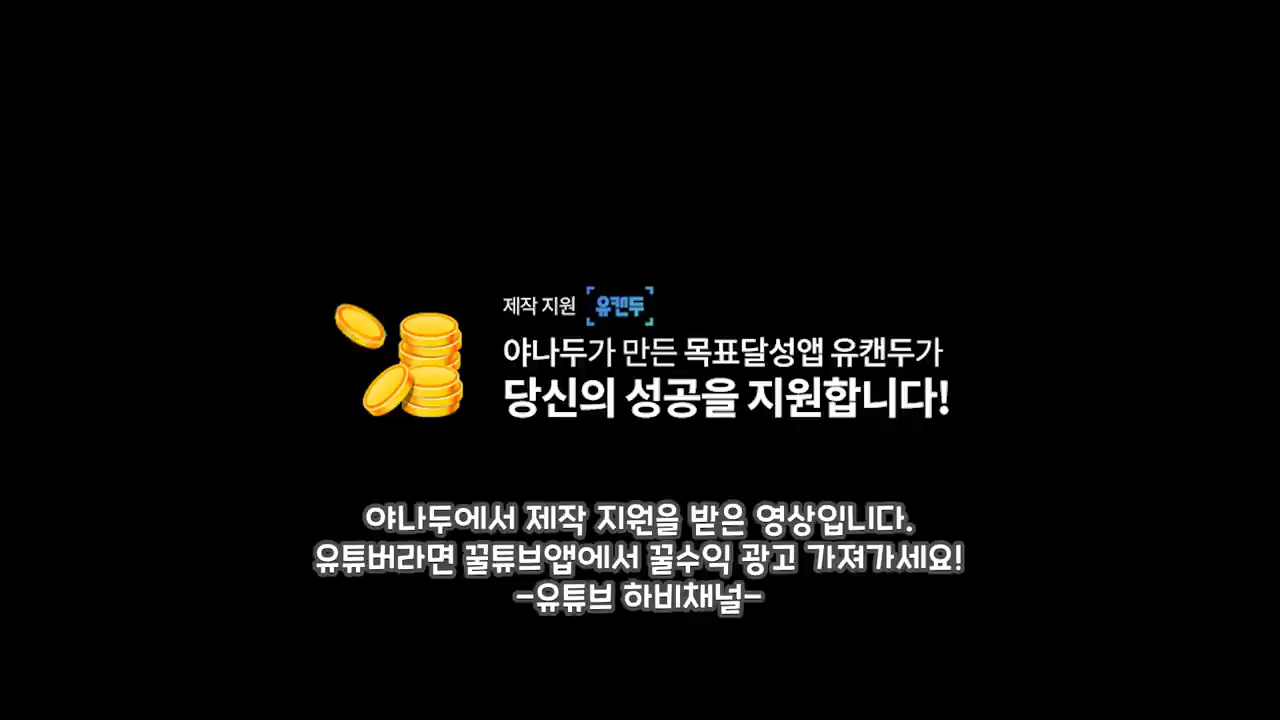 제작 지원 유캔두
야나두가 만든 목표달성앱 유캔두가
당신의 성공을 지원합니다!
야나두에서 제작 지원을 받은 영상입니다.
유튜버라면 꿀튜브앱에서 꿀수익 광고 가져가세요!
-유튜브 하비채널-